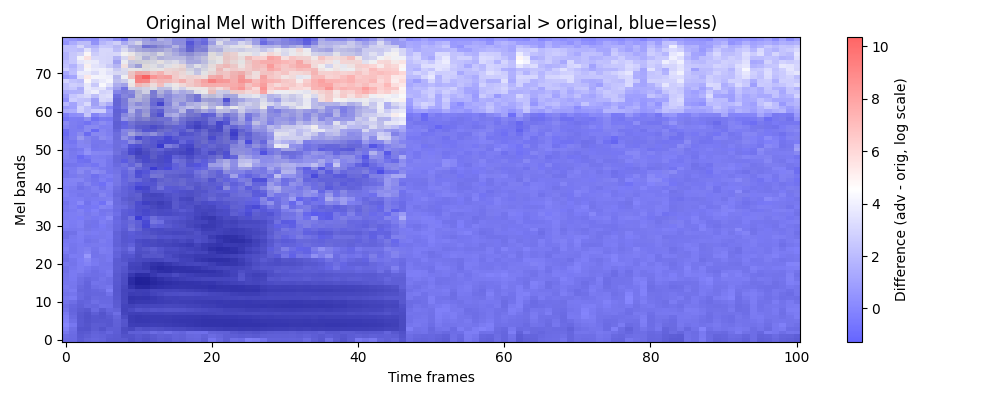 Original Mel with Differences (red=adversarial > original, blue=less)
Mel bands
70
60
50
40
30
20
10
0
0 20 40 60 80 100
Time frames
10
8
6
4
2
0
Difference (adv - orig, log scale)